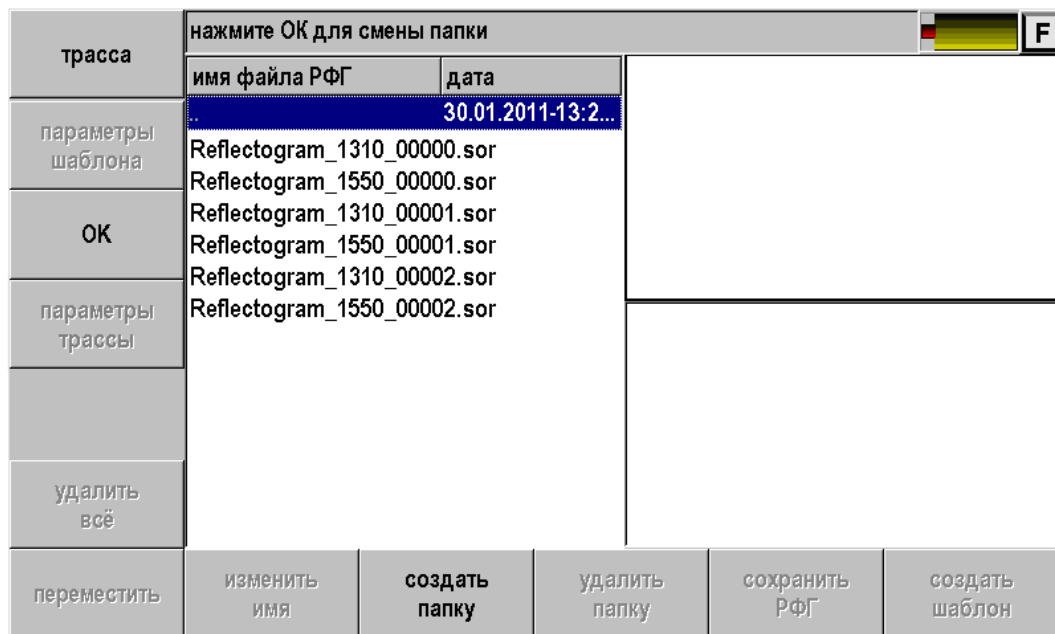 трасса
нажмите ОК для смены папки
F
имя файла РФГ дата
.. 30.01.2011-13:2...
параметры
шаблона
Reflectogram_1310_00000.sor
Reflectogram_1550_00000.sor
Reflectogram_1310_00001.sor
Reflectogram_1550_00001.sor
Reflectogram_1310_00002.sor
Reflectogram_1550_00002.sor
ОК
параметры
трассы
удалить
всё
переместить
изменить
имя
создать
папку
удалить
папку
сохранить
РФГ
создать
шаблон